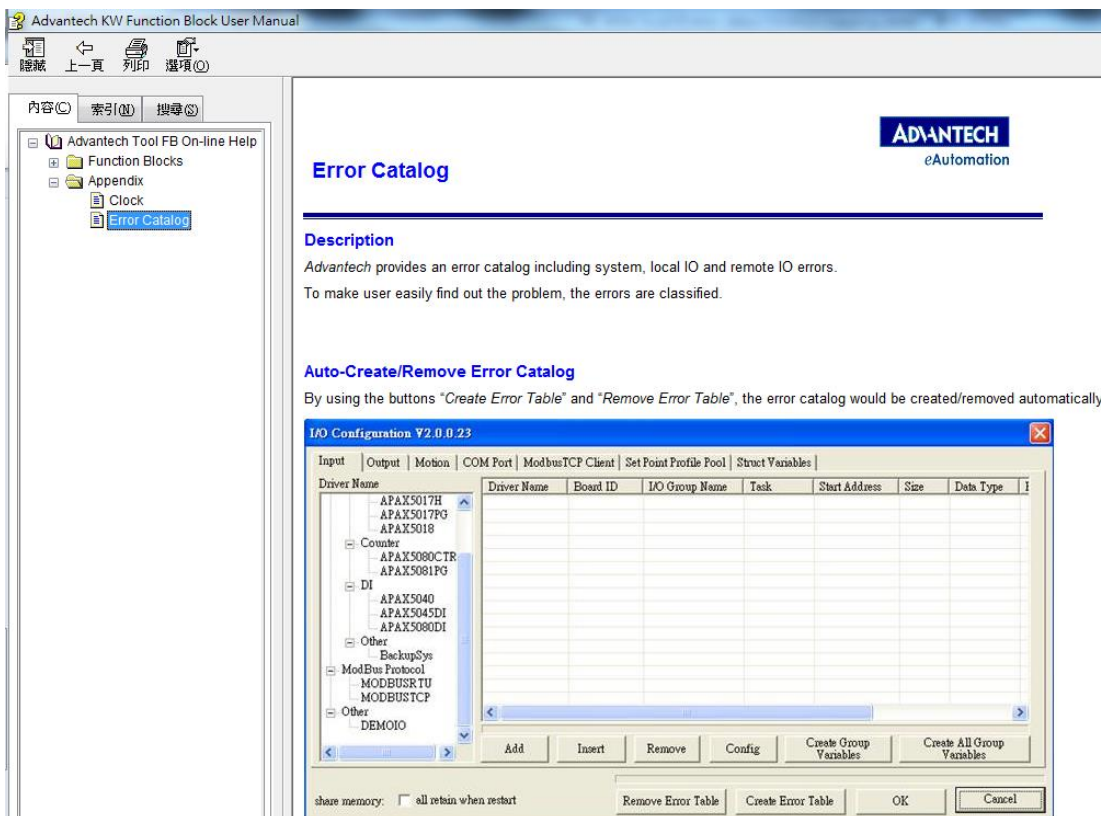 Advantech KW Function Block User Manual
隱藏 上一頁 列印 選項(O)
內容(C) 索引(N) 搜尋(S)
Advantech Tool FB On-line Help
Function Blocks
Appendix
Clock
Error Catalog
ADVANTECH
eAutomation
Error Catalog
Description
Advantech provides an error catalog including system, local IO and remote IO errors.
To make user easily find out the problem, the errors are classified.
Auto-Create/Remove Error Catalog
By using the buttons “Create Error Table” and “Remove Error Table”, the error catalog would be created/removed automatically
I/O Configuration V2.0.0.23
Input Output Motion COM Port ModbusTCP Client Set Point Profile Pool Struct Variables
Driver Name
Driver Name Board ID I/O Group Name Task Start Address Size Data Type
APAX5017H
APAX5017PG
APAX5018
Counter
APAX5080CTR
APAX5081PG
DI
APAX5040
APAX5045DI
APAX5080DI
Other
BackupSys
ModBus Protocol
MODBUSRTU
MODBUSTCP
Other
DEMOIO
Add Insert Remove Config Create Group Variables Create All Group Variables
share memory: all retain when restart Remove Error Table Create Error Table OK Cancel